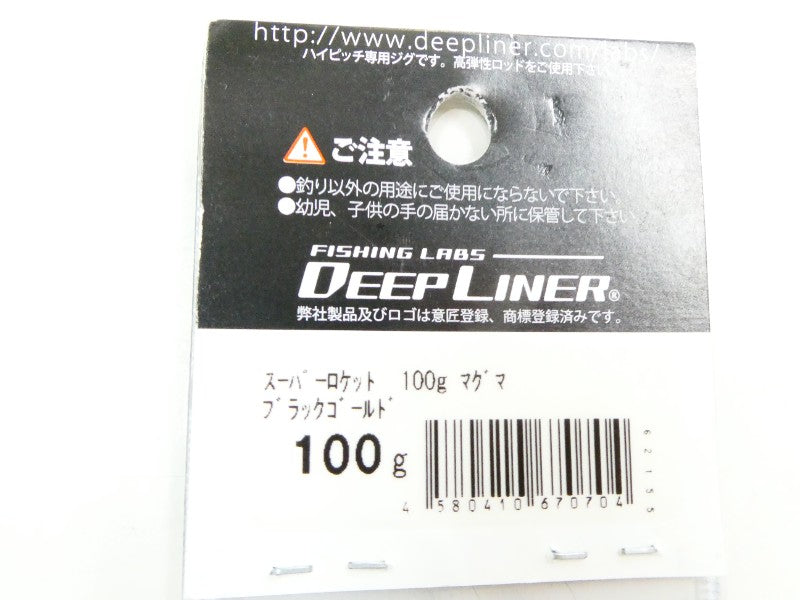 http://www.deepliner.com/labs/
ハイピッチ専用ジグです。高弾性ロッドをご使用下さい。
ご注意
●釣り以外の用途にご使用にならないで下さい。
●幼児、子供の手の届かない所に保管して下さい
FISHING LABS
DEEP LINER®
弊社製品及びロゴは意匠登録、商標登録済みです。
スーパーロケット 100g マグマ
ブラックゴールド
100g
4 580410 670704
62155